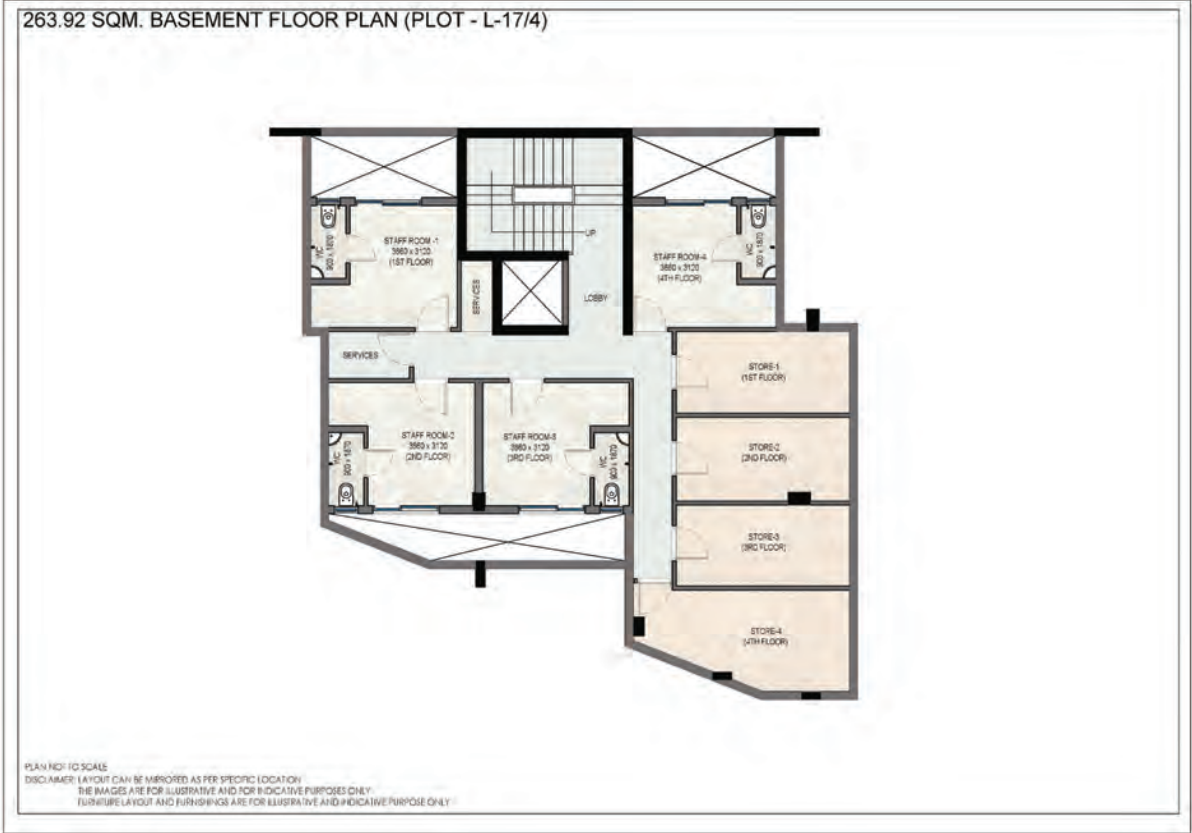 263.92 SQM. BASEMENT FLOOR PLAN (PLOT - L-17/4)
STAFF ROOM -1
3660 x 3120
(1ST FLOOR)
WC
900 x 1870
SERVICES
UP
LOBBY
STAFF ROOM-4
3660 x 3120
(4TH FLOOR)
WC
900 x 1870
SERVICES
STORE-1
(1ST FLOOR)
STAFF ROOM-2
3660 x 3120
(2ND FLOOR)
WC
900 x 1870
STAFF ROOM-3
3660 x 3120
(3RD FLOOR)
WC
900 x 1870
STORE-2
(2ND FLOOR)
STORE-3
(3RD FLOOR)
STORE-4
(4TH FLOOR)
PLAN NOT TO SCALE
DISCLAIMER: LAYOUT CAN BE MIRRORED AS PER SPECIFIC LOCATION
THE IMAGES ARE FOR ILLUSTRATIVE AND FOR INDICATIVE PURPOSES ONLY
FURNITURE LAYOUT AND FURNISHINGS ARE FOR ILLUSTRATIVE AND INDICATIVE PURPOSE ONLY